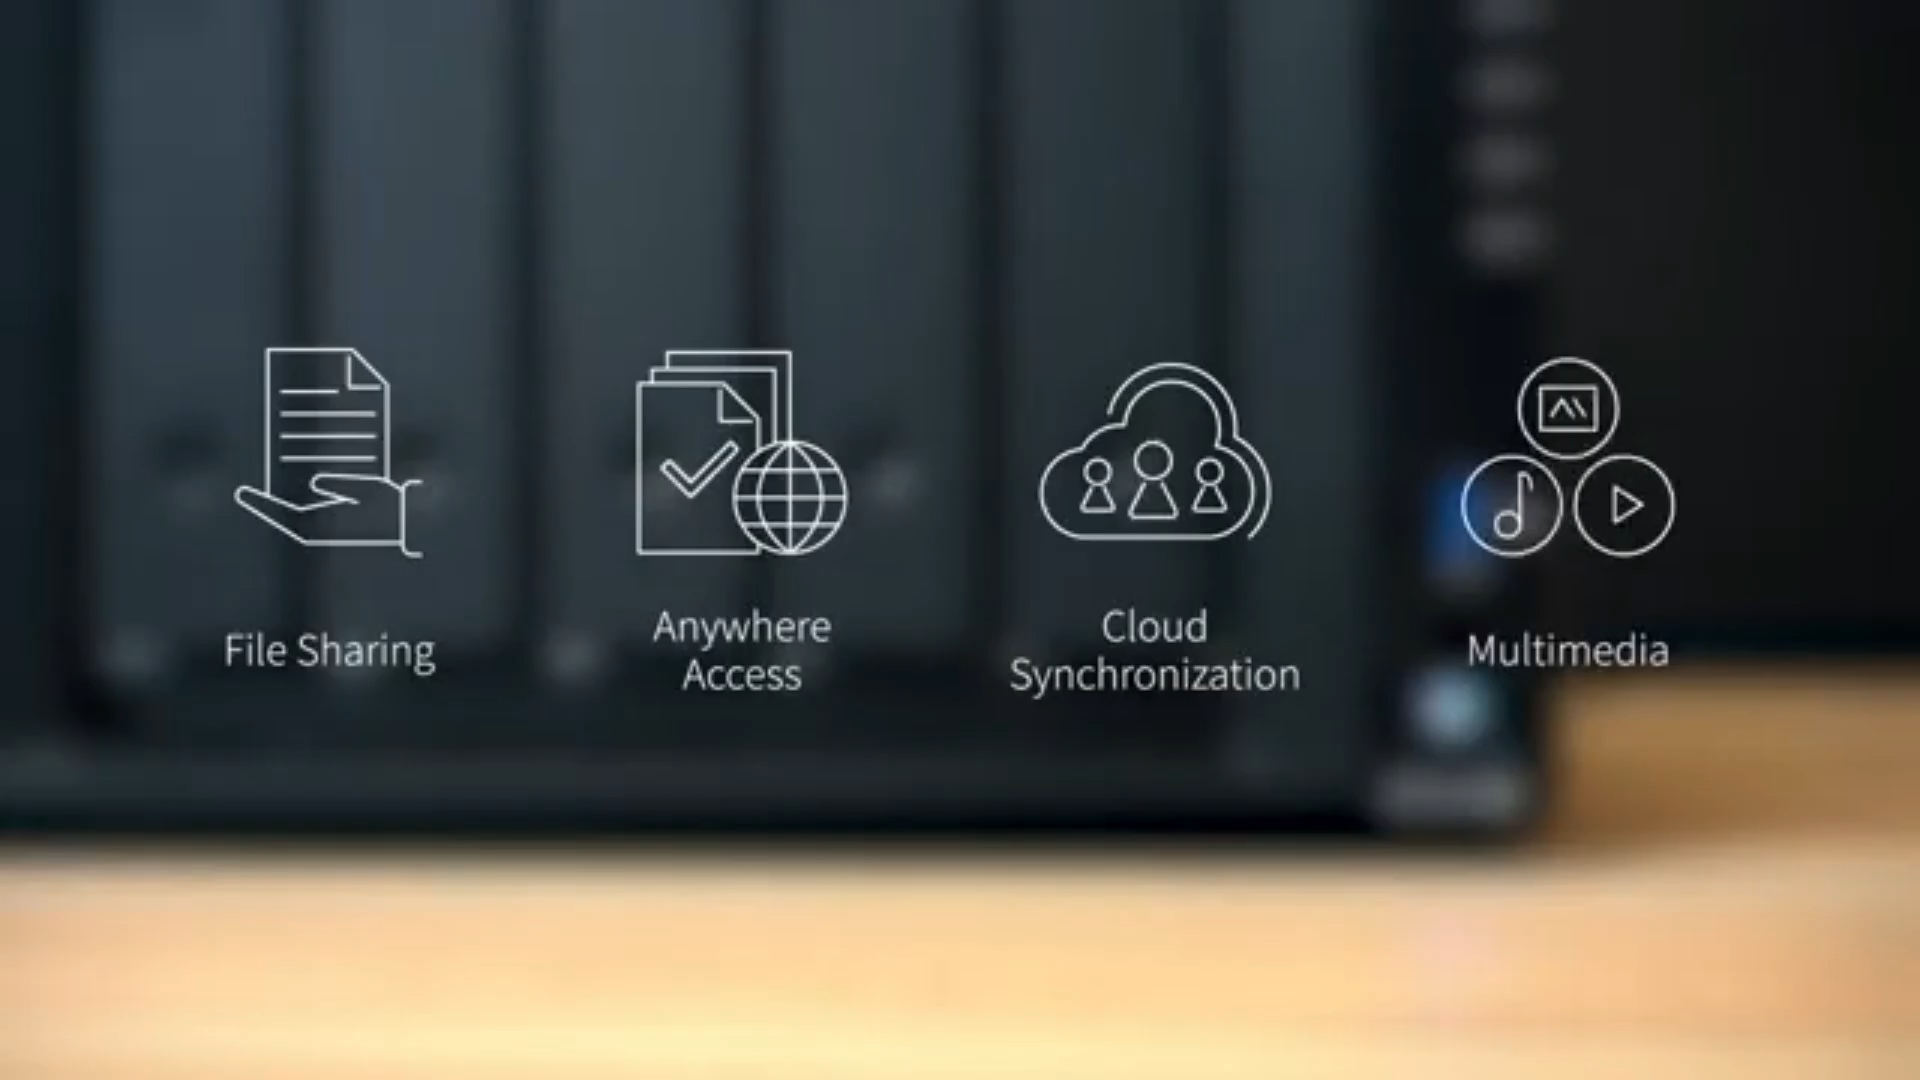 File Sharing
Anywhere
Access
Cloud
Synchronization
Multimedia